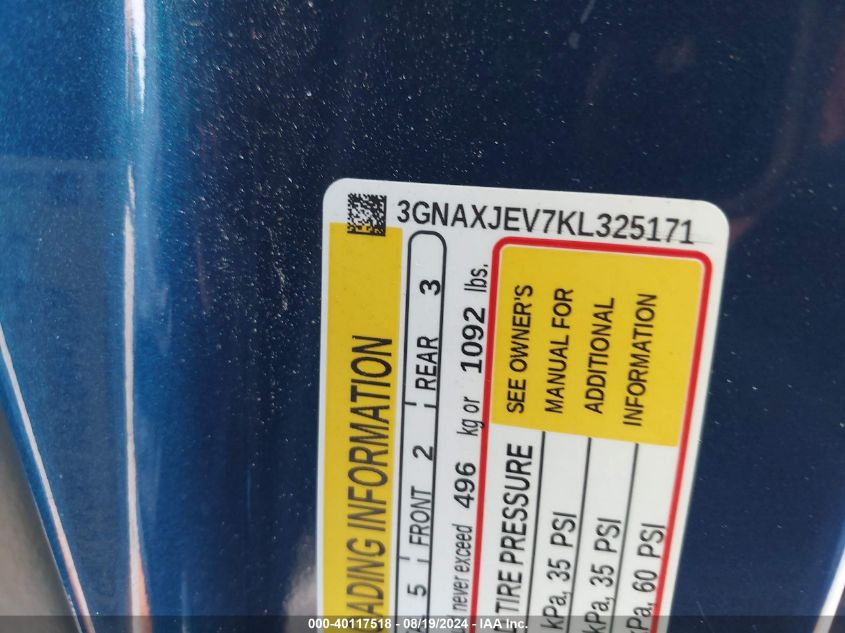 3GNAXJEV7KL325171
ADING INFORMATION
5 FRONT 2 REAR 3
never exceed 496 kg or 1092 lbs.
TIRE PRESSURE
SEE OWNER'S
MANUAL FOR
ADDITIONAL
INFORMATION
kPa, 35 PSI
kPa, 35 PSI
kPa, 60 PSI
000-40117518 - 08/19/2024 - IAA Inc.